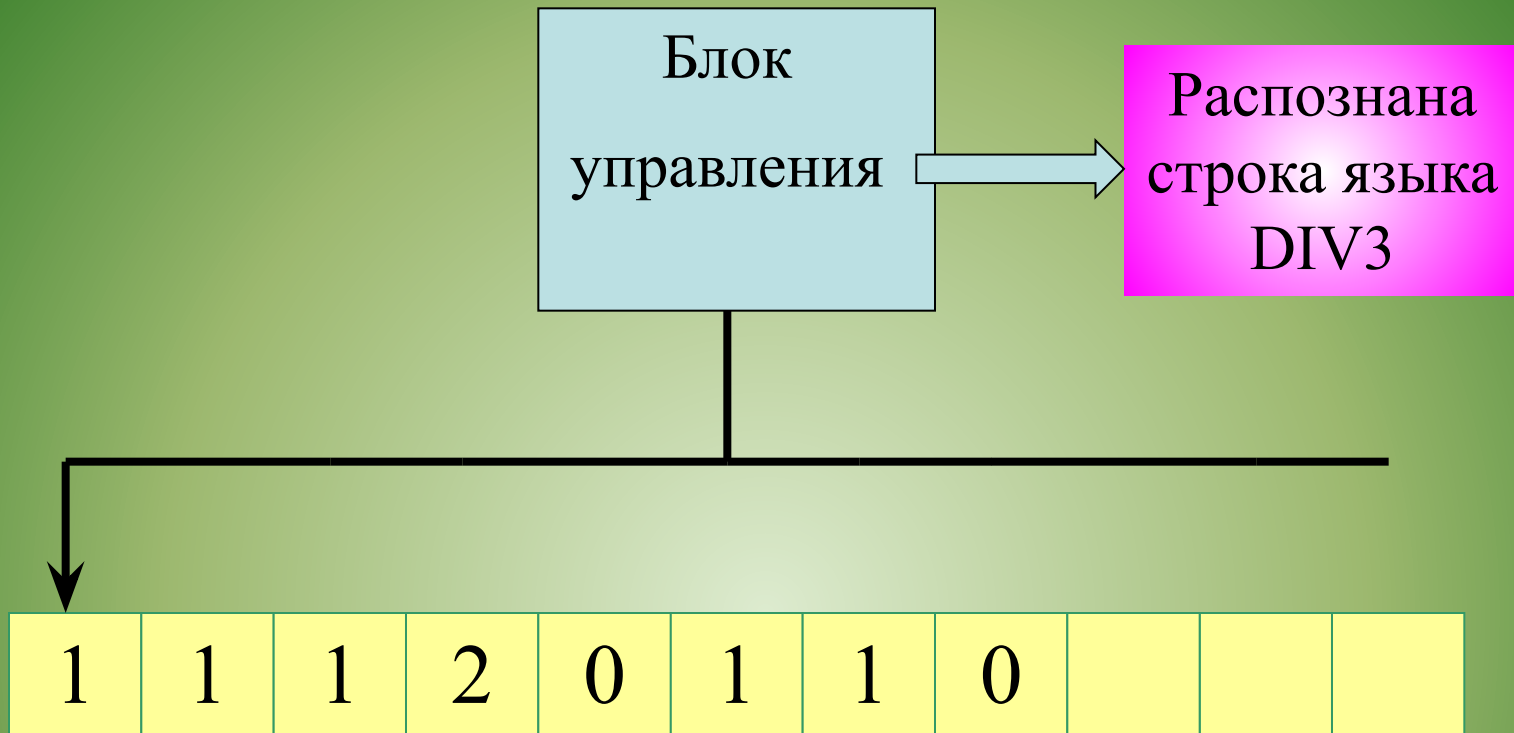 Блок
управления
Распознана
строка языка
DIV3
1 1 1 2 0 1 1 0